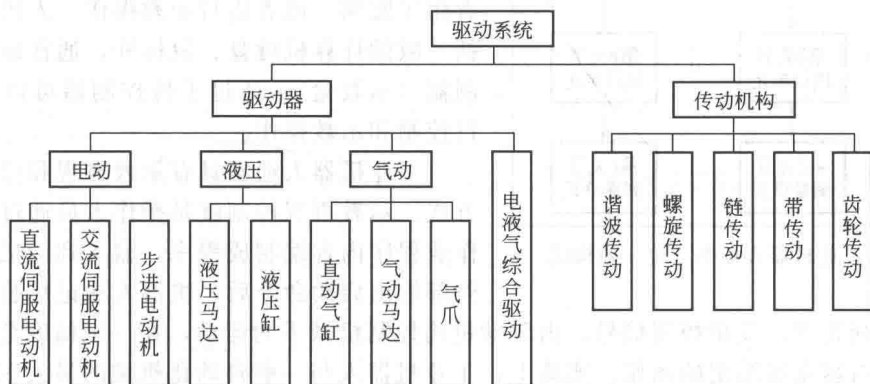 驱动系统
驱动器
传动机构
电动
液压
气动
电液气综合驱动
直流伺服电动机
交流伺服电动机
步进电动机
液压马达
液压缸
直动气缸
气动马达
气爪
谐波传动
螺旋传动
链传动
带传动
齿轮传动